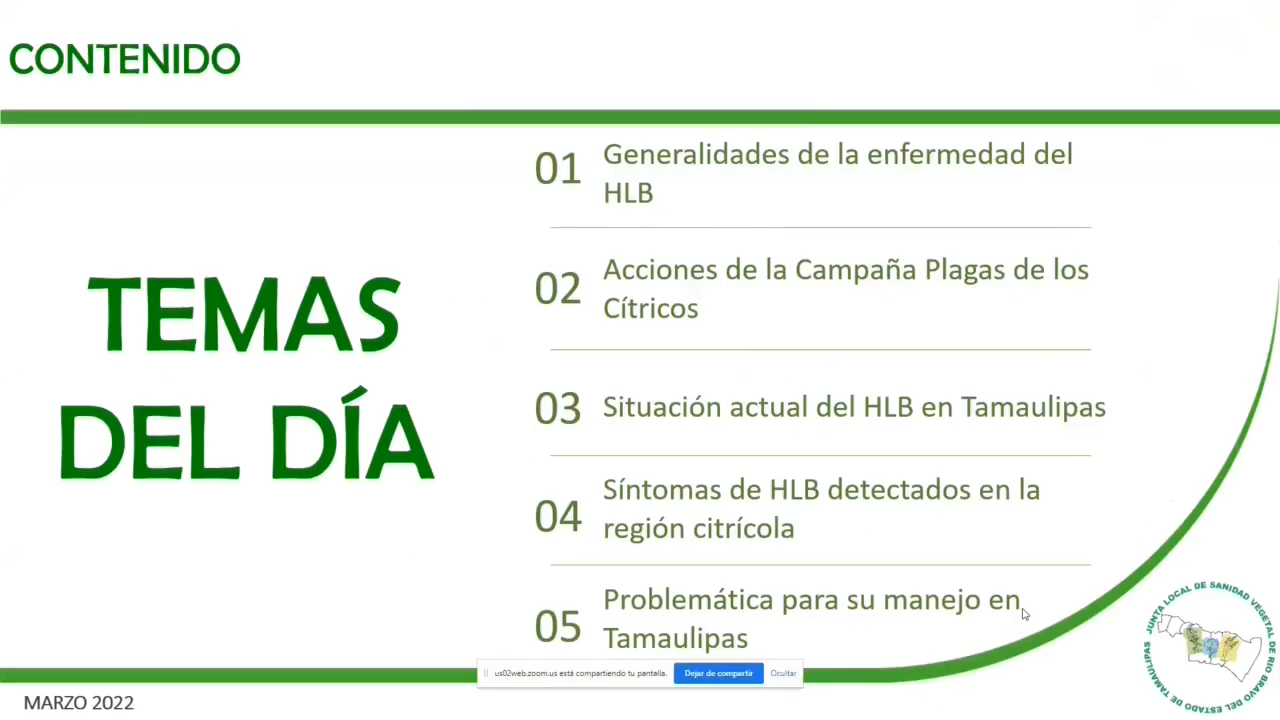 CONTENIDO
TEMAS
DEL DÍA
01
Generalidades de la enfermedad del
HLB
02
Acciones de la Campaña Plagas de los
Cítricos
03
Situación actual del HLB en Tamaulipas
04
Síntomas de HLB detectados en la
región citrícola
05
Problemática para su manejo en
Tamaulipas
us02web.zoom.us está compartiendo tu pantalla. Dejar de compartir Ocultar
MARZO 2022
JUNTA LOCAL DE SANIDAD VEGETAL DE RIO BRAVO DEL ESTADO DE TAMAULIPAS